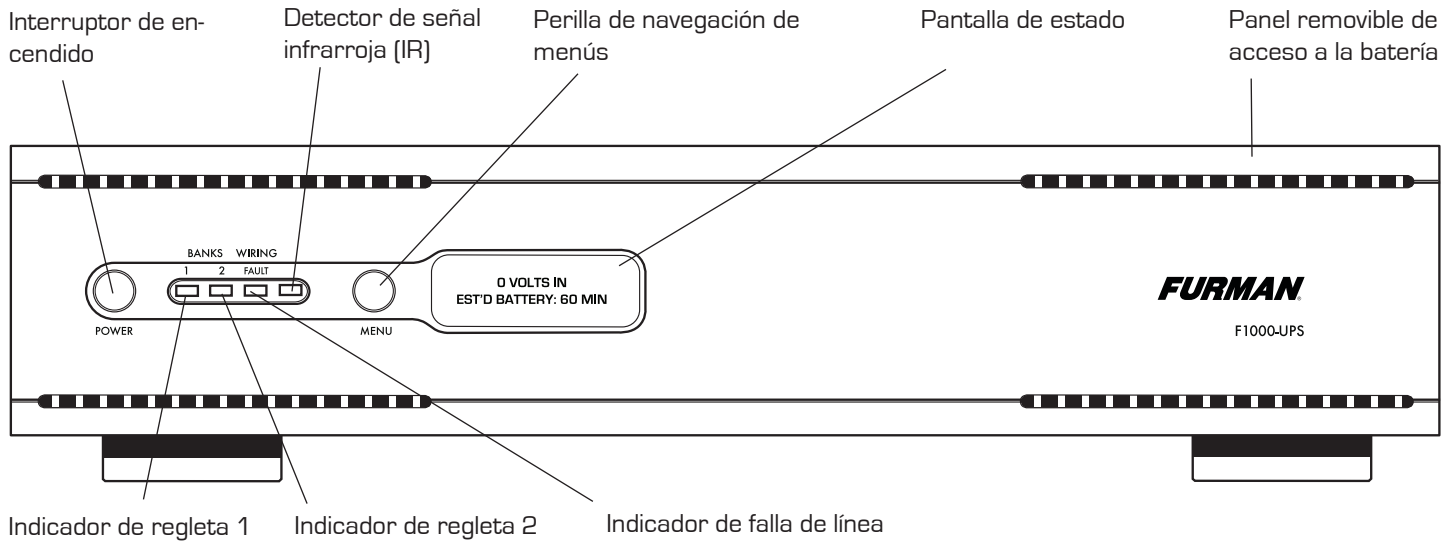 Interruptor de en-
cendido
Detector de señal
infrarroja (IR)
Perilla de navegación de
menús
Pantalla de estado
Panel removible de
acceso a la batería
BANKS WIRING
1 2 FAULT
POWER
MENU
0 VOLTS IN
EST'D BATTERY: 60 MIN
FURMAN
F1000-UPS
Indicador de regleta 1
Indicador de regleta 2
Indicador de falla de línea